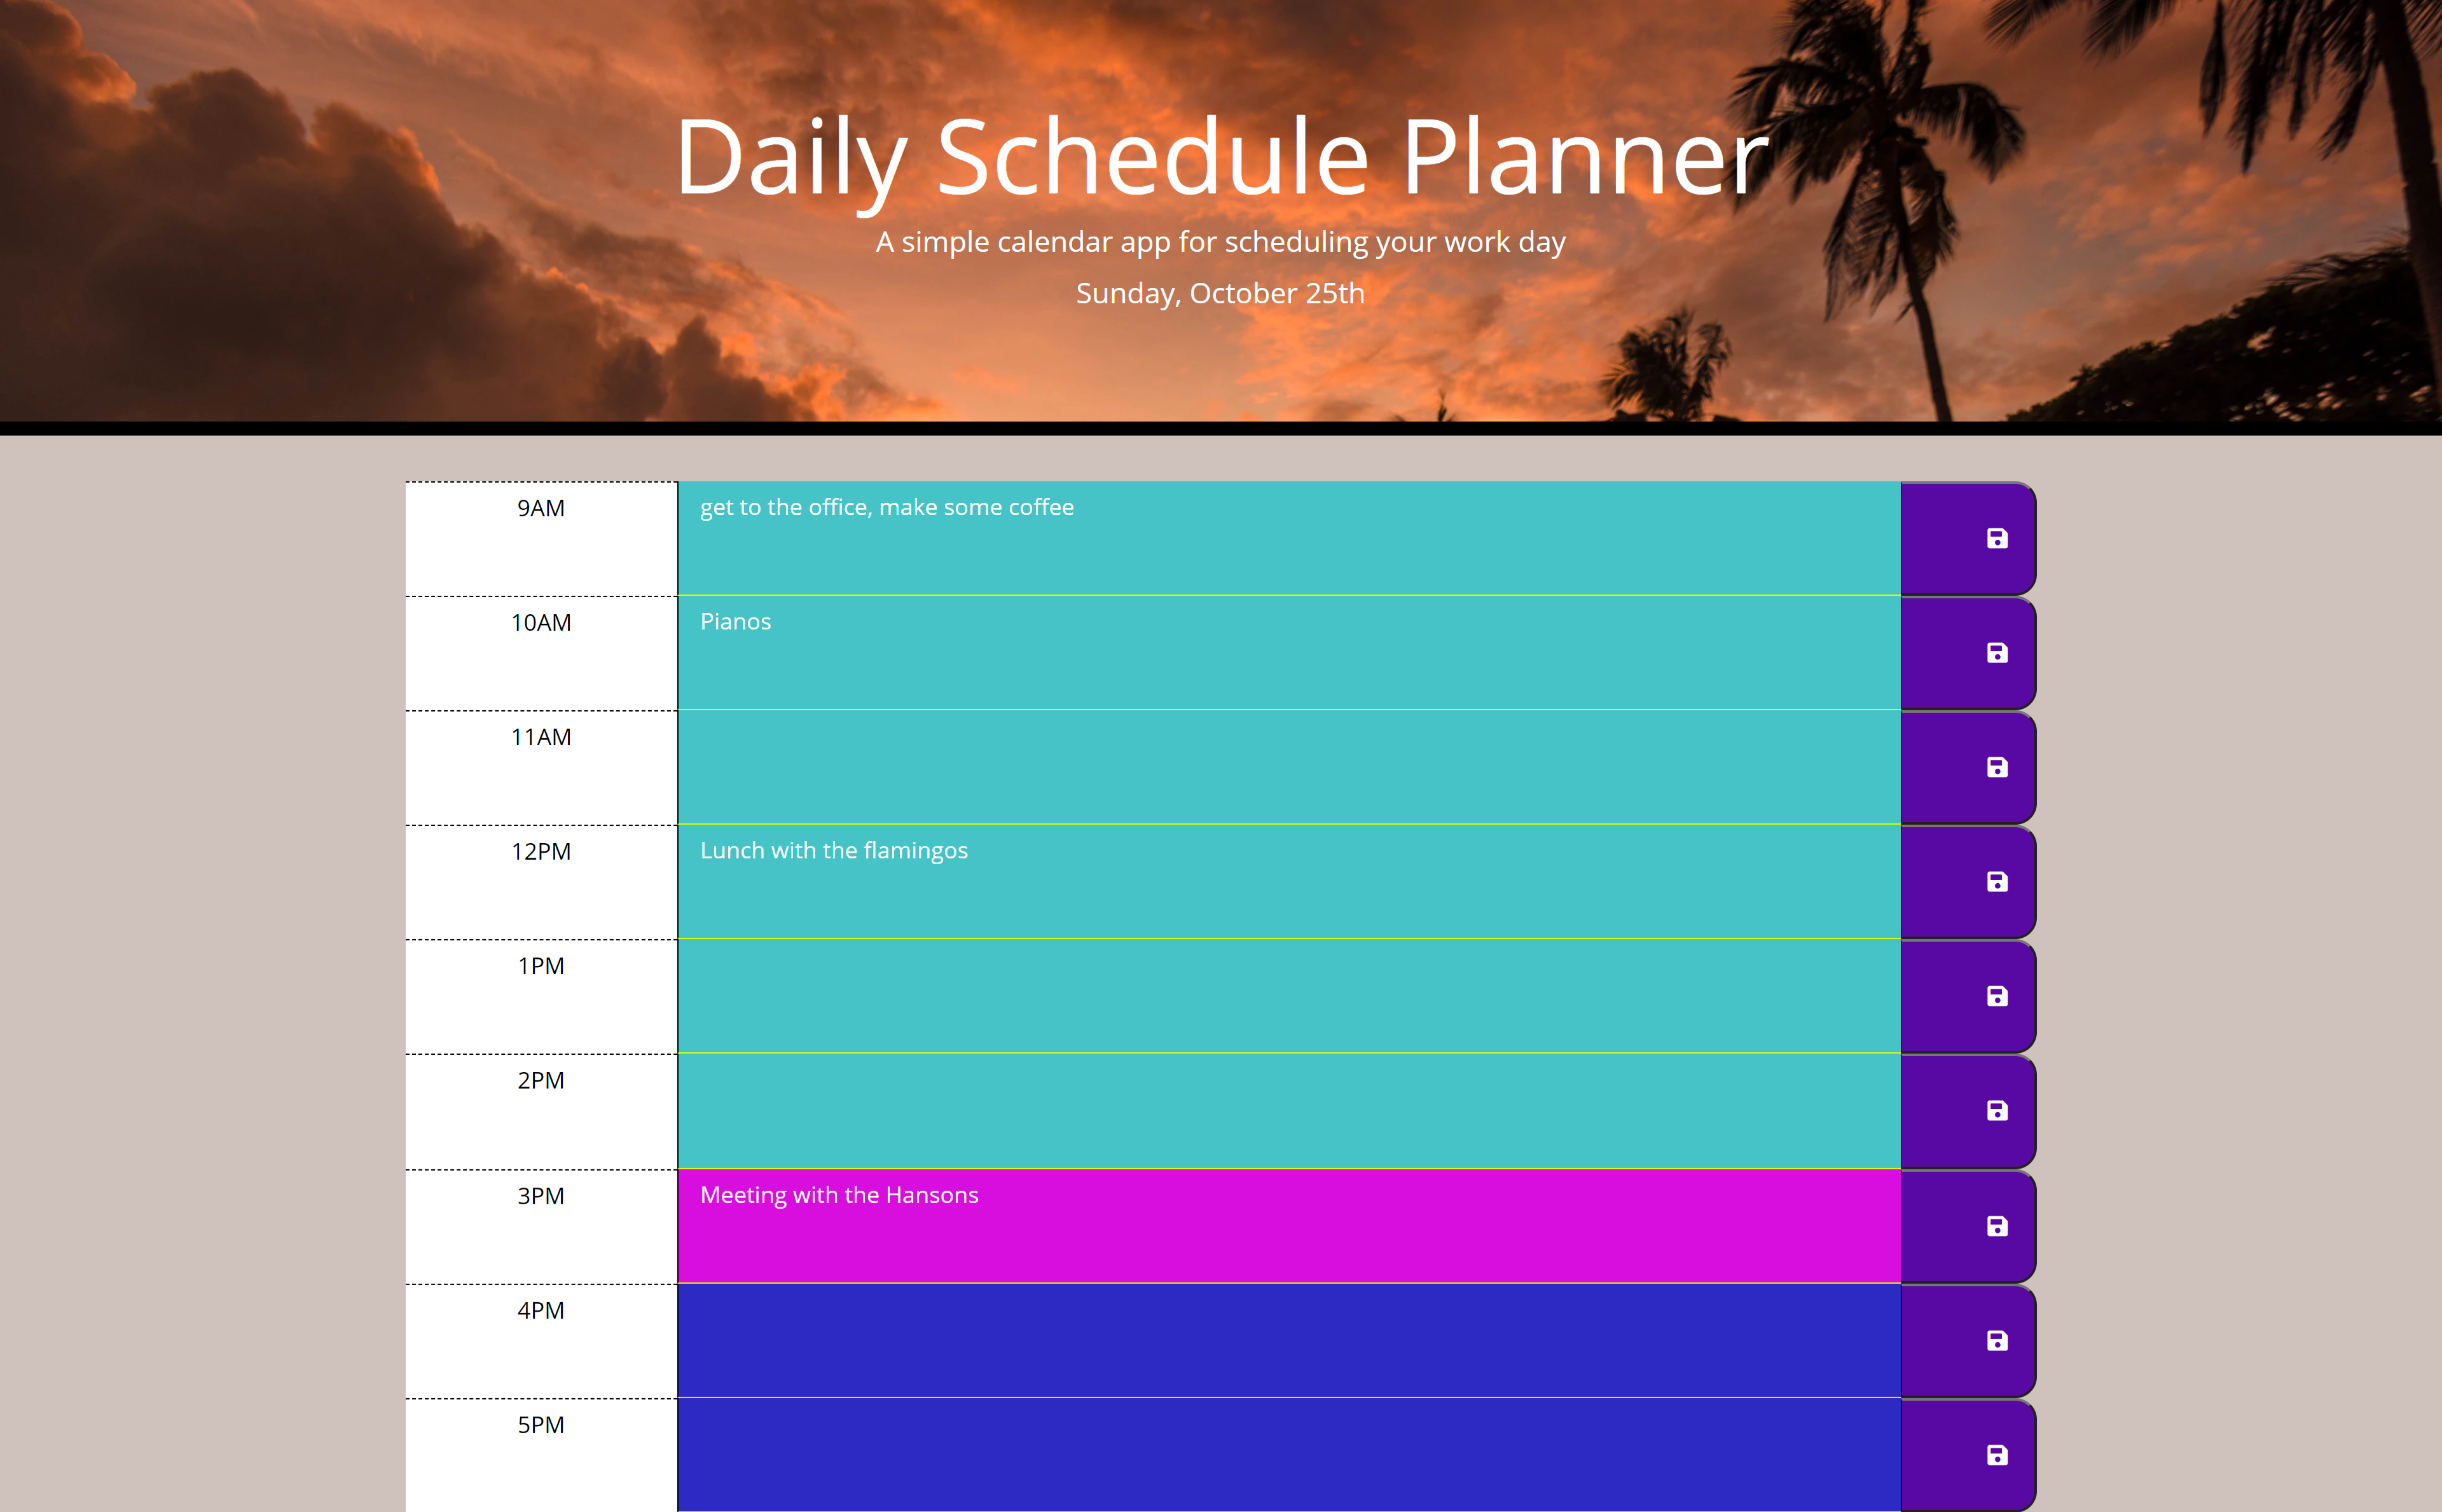 Daily Schedule Planner
A simple calendar app for scheduling your work day
Sunday, October 25th
9AM
get to the office, make some coffee
10AM
Pianos
11AM
12PM
Lunch with the flamingos
1PM
2PM
3PM
Meeting with the Hansons
4PM
5PM